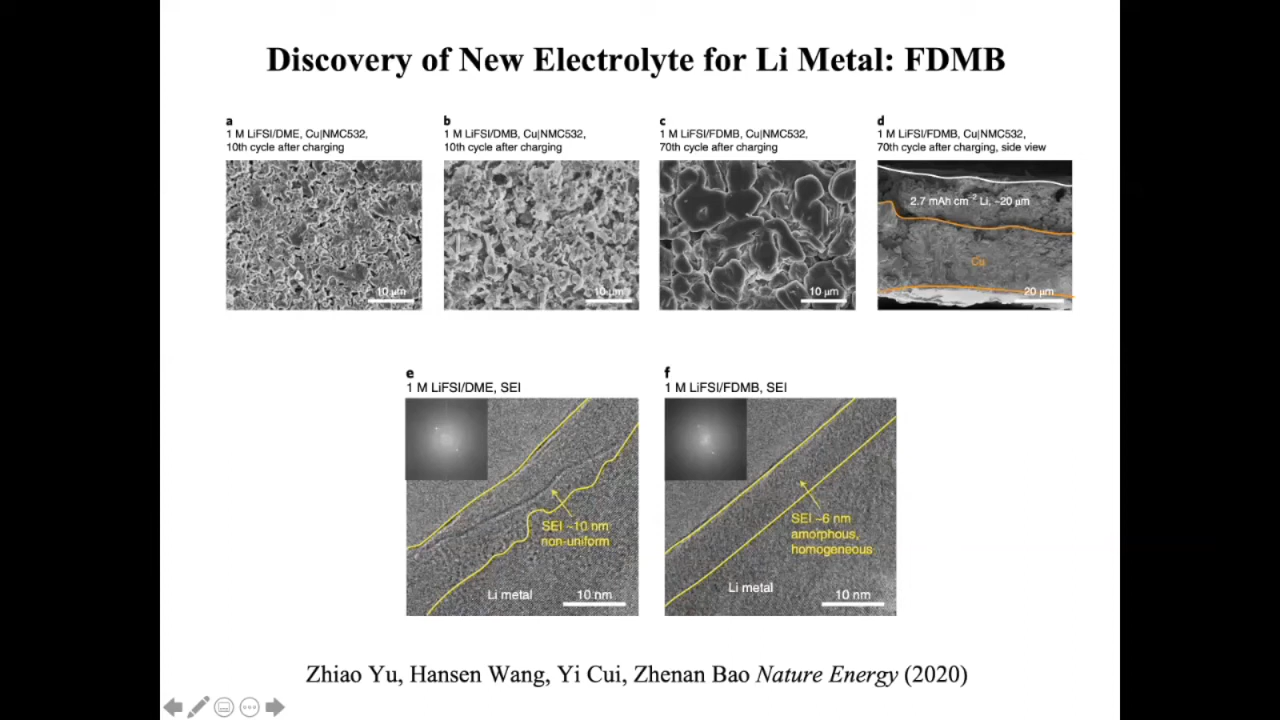 Discovery of New Electrolyte for Li Metal: FDMB
a
1 M LiFSI/DME, Cu|NMC532,
10th cycle after charging
10 μm
b
1 M LiFSI/DMB, Cu|NMC532,
10th cycle after charging
10 μm
c
1 M LiFSI/FDMB, Cu|NMC532,
70th cycle after charging
10 μm
d
1 M LiFSI/FDMB, Cu|NMC532,
70th cycle after charging, side view
2.7 mAh cm⁻² Li, ~20 μm
Cu
20 μm
e
1 M LiFSI/DME, SEI
SEI ~10 nm
non-uniform
Li metal
10 nm
f
1 M LiFSI/FDMB, SEI
SEI ~6 nm
amorphous,
homogeneous
Li metal
10 nm
Zhiao Yu, Hansen Wang, Yi Cui, Zhenan Bao Nature Energy (2020)